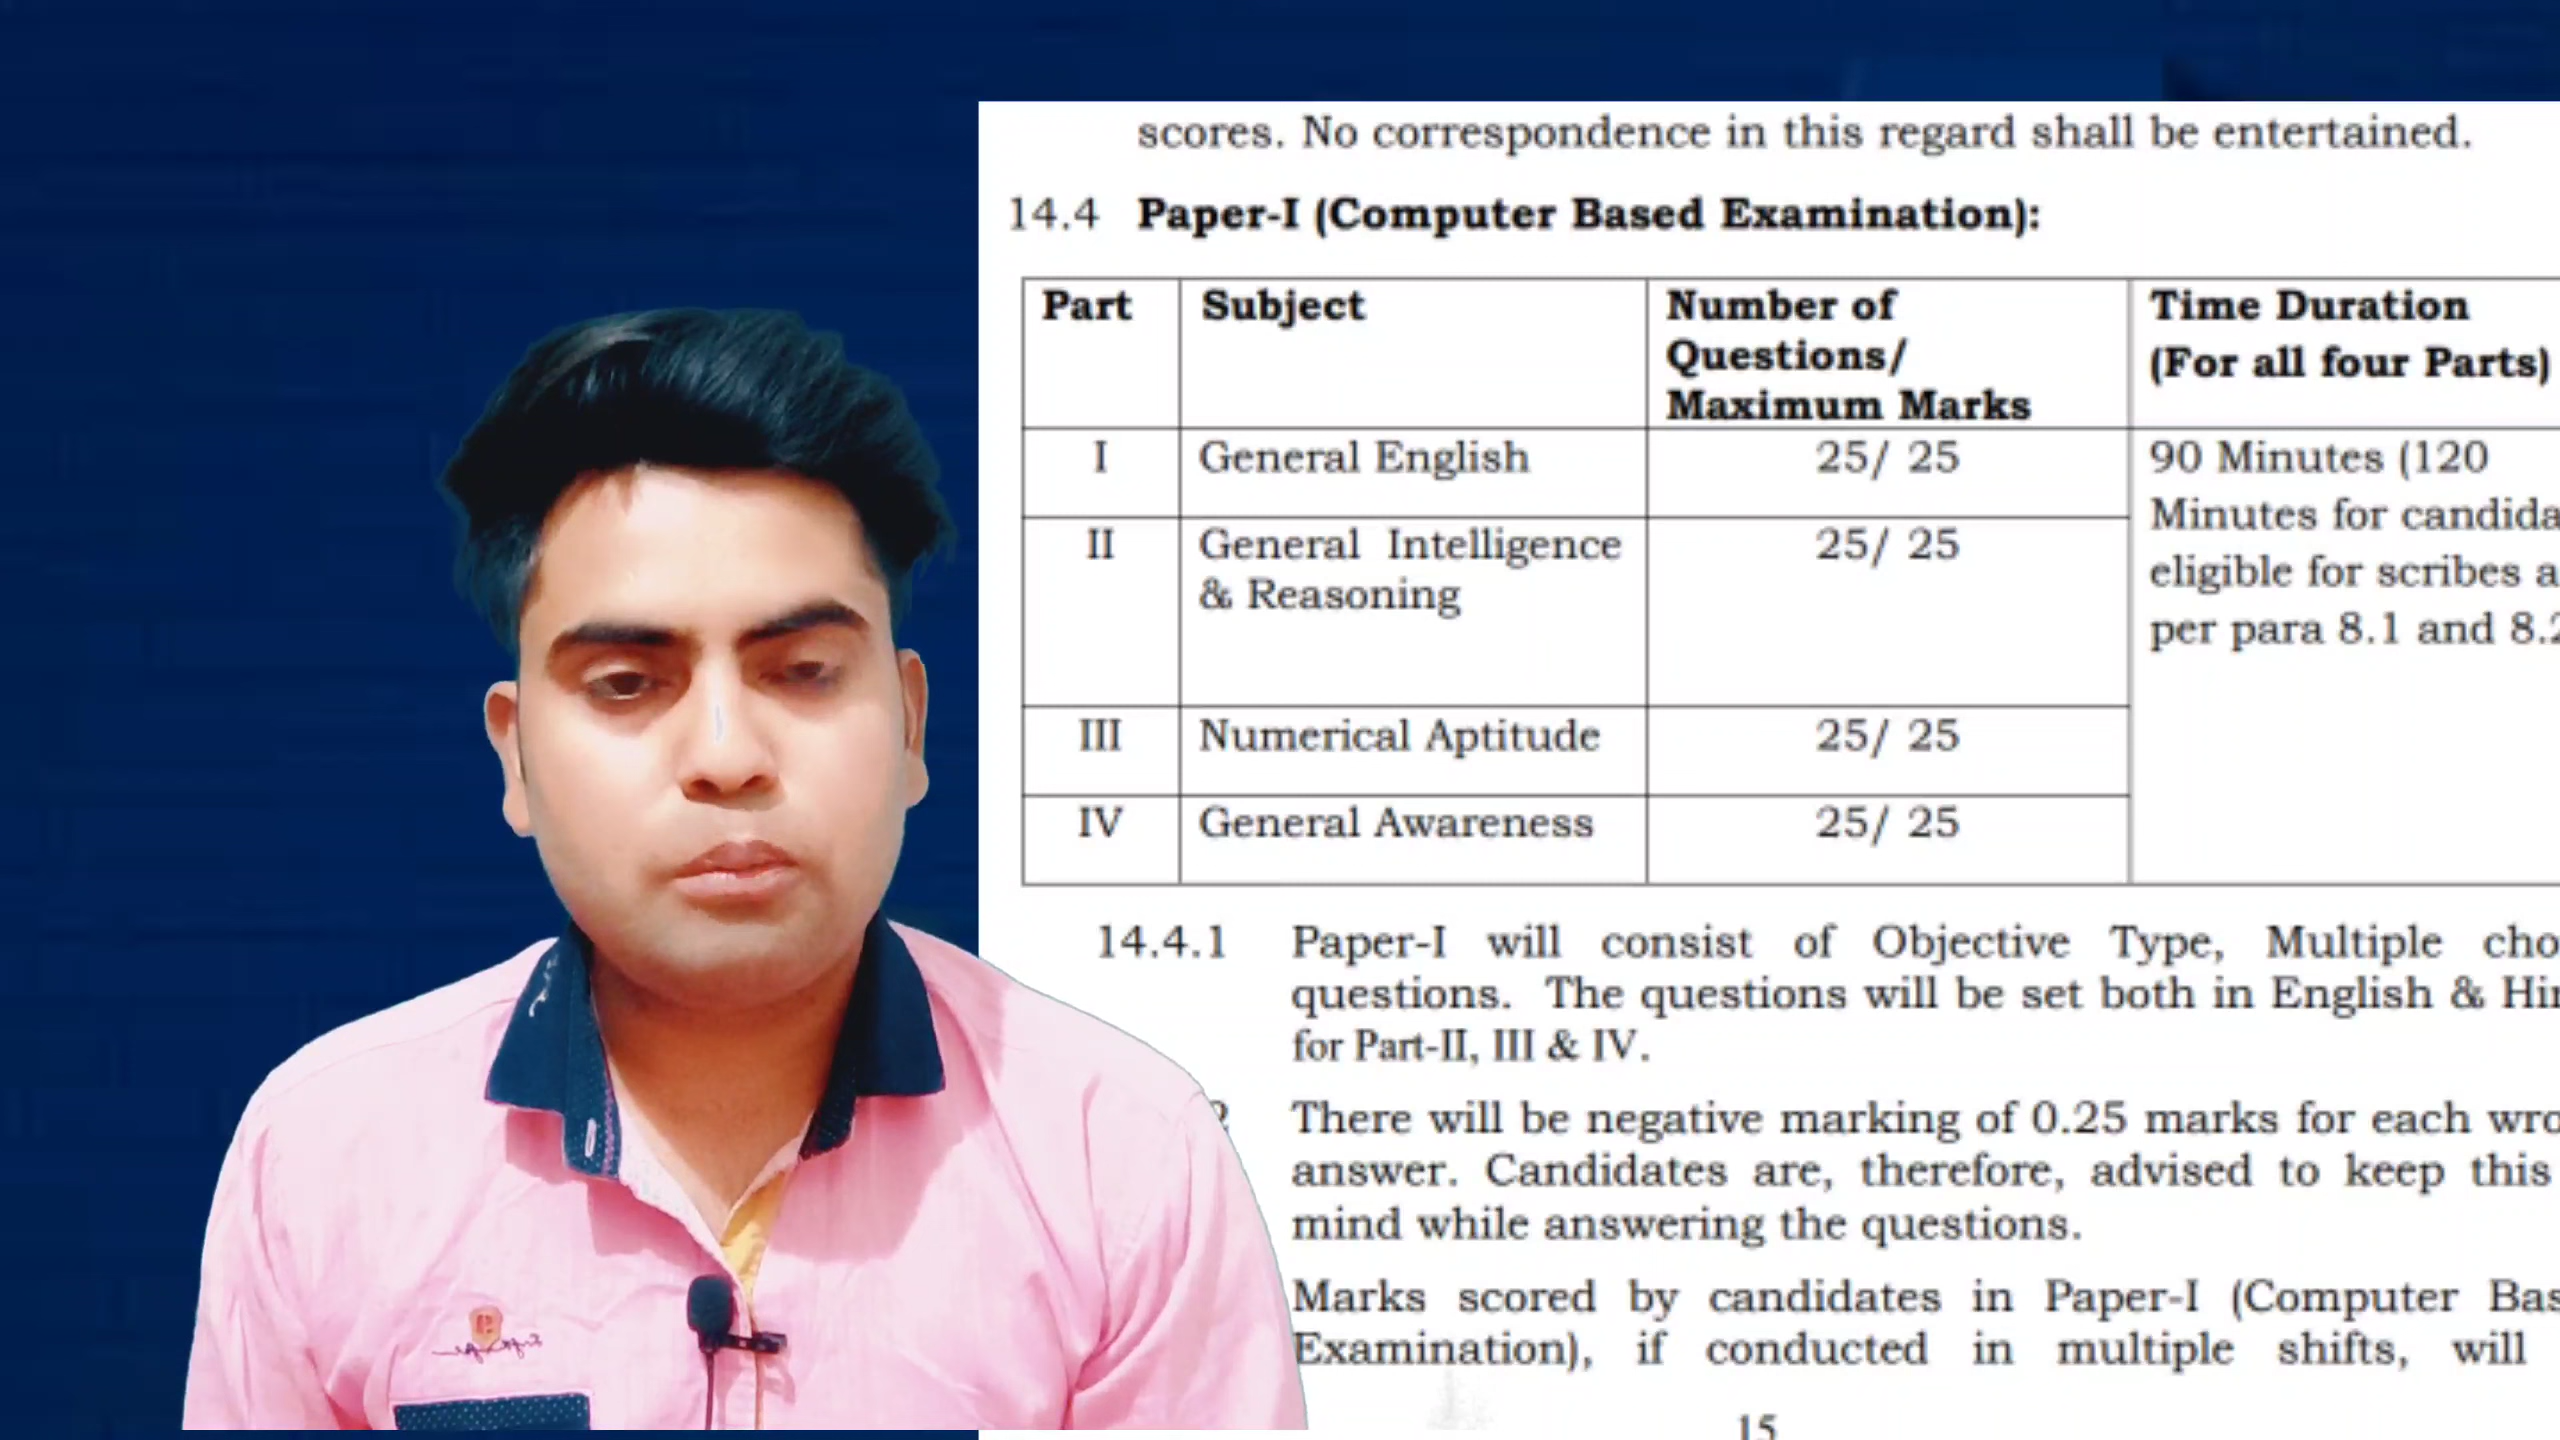 scores. No correspondence in this regard shall be entertained.
14.4 Paper-I (Computer Based Examination):
Part Subject Number of Questions/ Maximum Marks Time Duration (For all four Parts)
I General English 25/ 25 90 Minutes (120
Minutes for candida
II General Intelligence 25/ 25
eligible for scribes a
& Reasoning
per para 8.1 and 8.2
III Numerical Aptitude 25/ 25
IV General Awareness 25/ 25
14.4.1 Paper-I will consist of Objective Type, Multiple cho
questions. The questions will be set both in English & Hin
for Part-II, III & IV.
2 There will be negative marking of 0.25 marks for each wro
answer. Candidates are, therefore, advised to keep this
mind while answering the questions.
Marks scored by candidates in Paper-I (Computer Bas
Examination), if conducted in multiple shifts, will
15